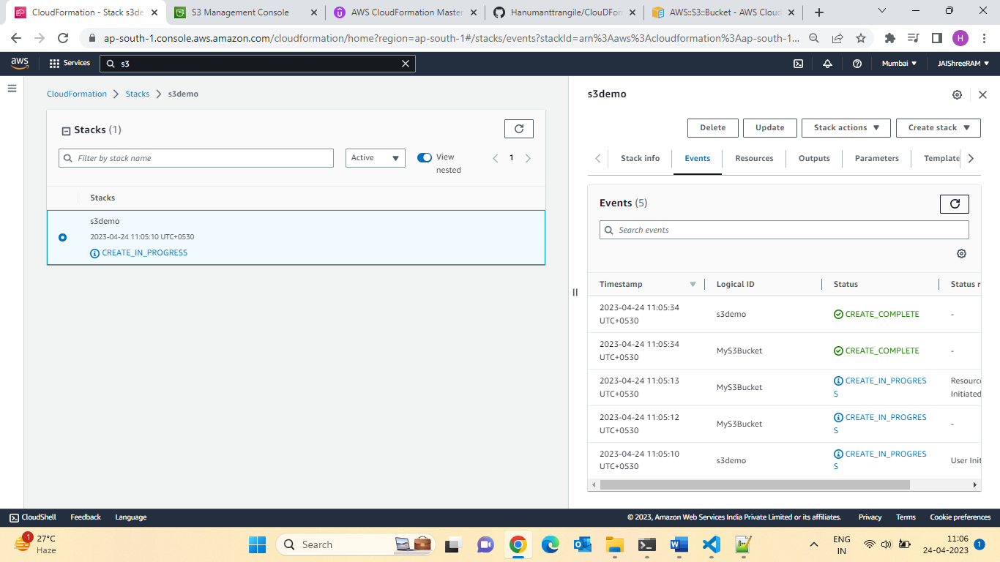 CloudFormation - Stack s3de
S3 Management Console
AWS CloudFormation Master
Hanumanttrangile/CloudFor
AWS::S3::Bucket - AWS Cloud
ap-south-1.console.aws.amazon.com/cloudformation/home?region=ap-south-1#/stacks/events?stackId=arn%3Aaws%3Acloudformation%3Aap-south-1...
H
aws
Services
s3
Mumbai
JAIShreeRAM
CloudFormation
Stacks
s3demo
Stacks (1)
Filter by stack name
Active
View nested
1
Stacks
s3demo
2023-04-24 11:05:10 UTC+0530
CREATE_IN_PROGRESS
s3demo
Delete
Update
Stack actions
Create stack
Stack info
Events
Resources
Outputs
Parameters
Template
Events (5)
Search events
Timestamp
Logical ID
Status
Status r
2023-04-24 11:05:34
UTC+0530
s3demo
CREATE_COMPLETE
-
2023-04-24 11:05:34
UTC+0530
MyS3Bucket
CREATE_COMPLETE
-
2023-04-24 11:05:13
UTC+0530
MyS3Bucket
CREATE_IN_PROGRES
S
Resourc
Initiated
2023-04-24 11:05:12
UTC+0530
MyS3Bucket
CREATE_IN_PROGRES
S
-
2023-04-24 11:05:10
UTC+0530
s3demo
CREATE_IN_PROGRES
S
User Init
CloudShell
Feedback
Language
© 2023, Amazon Web Services India Private Limited or its affiliates.
Privacy
Terms
Cookie preferences
1
27°C
Haze
Search
ENG
IN
11:06
24-04-2023
1